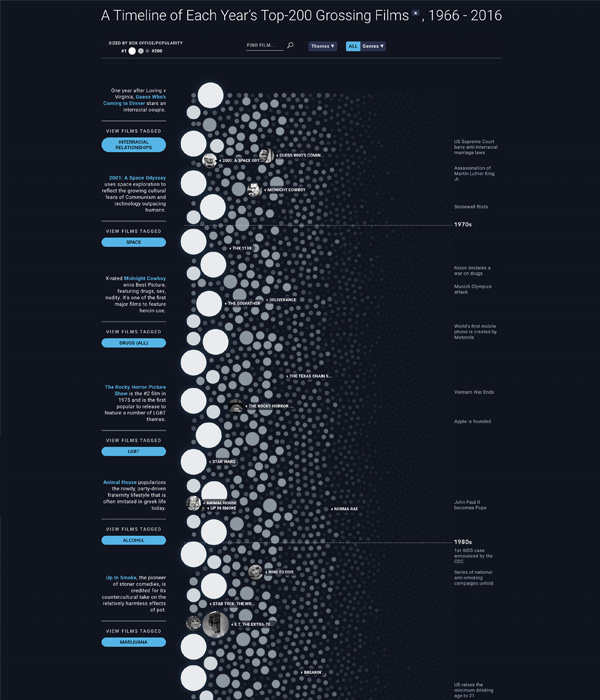 A Timeline of Each Year's Top-200 Grossing Films, 1966 - 2016
SIZED BY BOX OFFICE/POPULARITY
#1 #200
FIND FILM...
Themes ▼
ALL Genres ▼
One year after Loving v
Virginia, Guess Who's
Coming to Dinner stars an
interracial couple.
VIEW FILMS TAGGED
INTERRACIAL
RELATIONSHIPS
2001: A Space Odyssey
uses space exploration to
reflect the growing cultural
fears of Communism and
technology outpacing
humans.
VIEW FILMS TAGGED
SPACE
X-rated Midnight Cowboy
wins Best Picture,
featuring drugs, sex,
nudity. It's one of the first
major films to feature
heroin use.
VIEW FILMS TAGGED
DRUGS (ALL)
The Rocky Horror Picture
Show is the #2 film in
1975 and is the first
popular to release to
feature a number of LGBT
themes.
VIEW FILMS TAGGED
LGBT
Animal House popularizes
the rowdy, party-driven
fraternity lifestyle that is
often imitated in greek life
today.
VIEW FILMS TAGGED
ALCOHOL
Up in Smoke, the pioneer
of stoner comedies, is
credited for its
countercultural take on the
relatively harmless effects
of pot.
VIEW FILMS TAGGED
MARIJUANA
GUESS WHO'S COMIN...
2001: A SPACE ODY...
MIDNIGHT COWBOY
THX 1138
DELIVERANCE
THE GODFATHER
THE TEXAS CHAIN S...
THE ROCKY HORROR ...
STAR WARS
ANIMAL HOUSE
UP IN SMOKE
NORMA RAE
NINE TO FIVE
STAR TREK: THE WR...
E.T. THE EXTRA-TE...
BREAKIN'
US Supreme Court
bans anti-interracial
marriage laws
Assassination of
Martin Luther King
Jr.
Stonewall Riots
1970s
Nixon declares a
war on drugs
Munich Olympics
attack
World's first mobile
phone is created by
Motorola
Vietnam War Ends
Apple is founded
John Paul II
becomes Pope
1980s
1st AIDS case
announced by the
CDC
Series of national
anti-smoking
campaigns unfold
US raises the
minimum drinking
age to 21